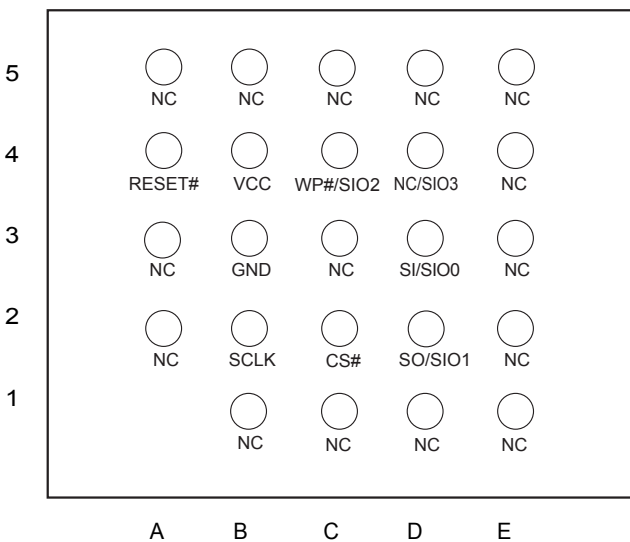 5
NC NC NC NC NC
4
RESET# VCC WP#/SIO2 NC/SIO3 NC
3
NC GND NC SI/SIO0 NC
2
NC SCLK CS# SO/SIO1 NC
1
NC NC NC NC
A B C D E